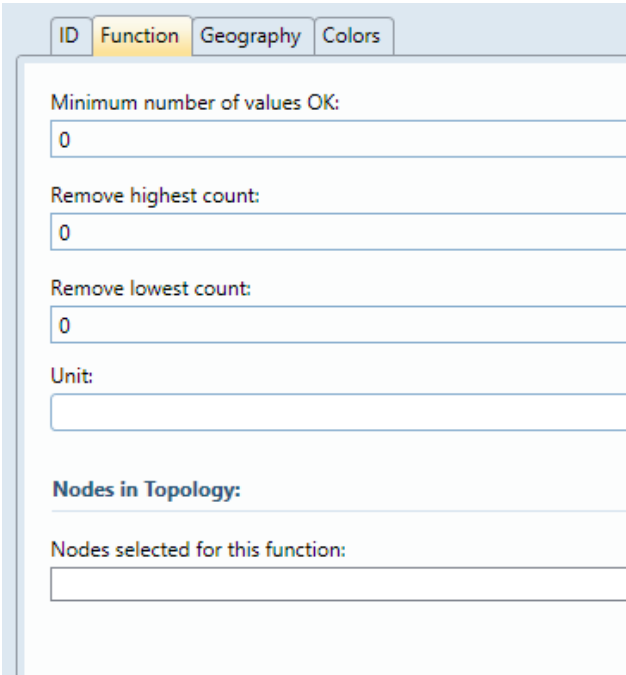 ID Function Geography Colors
Minimum number of values OK:
0
Remove highest count:
0
Remove lowest count:
0
Unit:
Nodes in Topology:
Nodes selected for this function: